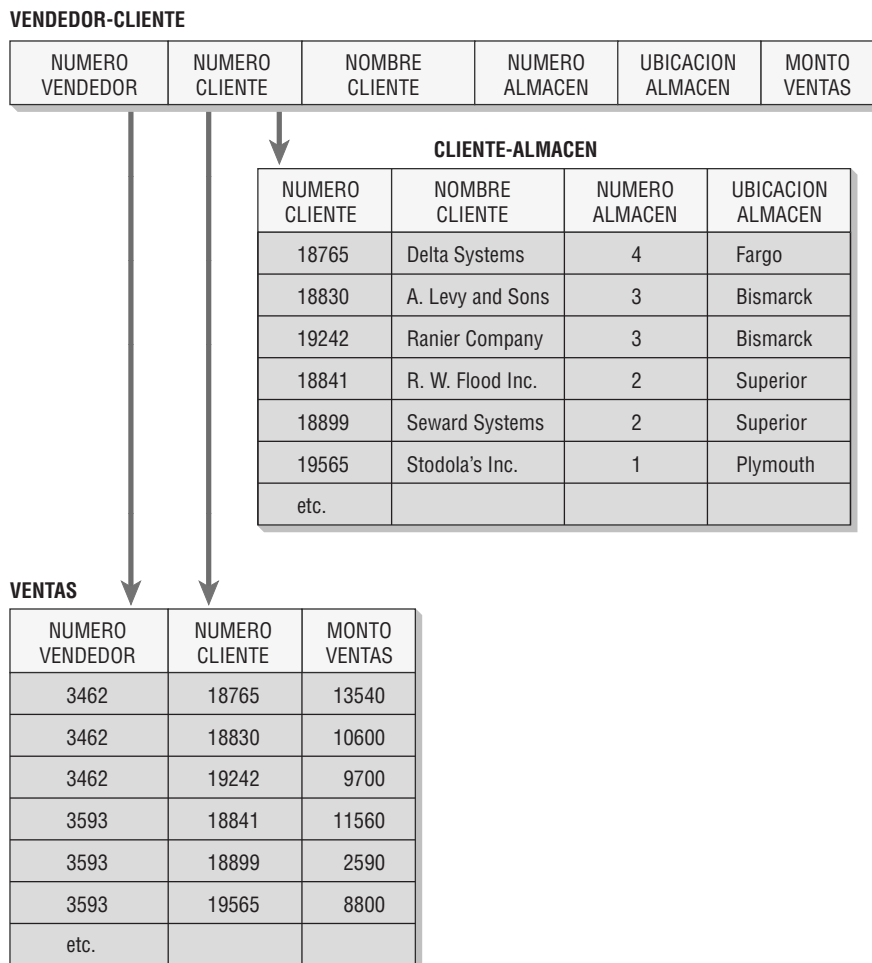 VENDEDOR-CLIENTE
NUMERO VENDEDOR NUMERO CLIENTE NOMBRE CLIENTE NUMERO ALMACEN UBICACION ALMACEN MONTO VENTAS
CLIENTE-ALMACEN
NUMERO CLIENTE NOMBRE CLIENTE NUMERO ALMACEN UBICACION ALMACEN
18765 Delta Systems 4 Fargo
18830 A. Levy and Sons 3 Bismarck
19242 Ranier Company 3 Bismarck
18841 R. W. Flood Inc. 2 Superior
18899 Seward Systems 2 Superior
19565 Stodola's Inc. 1 Plymouth
etc.
VENTAS
NUMERO VENDEDOR NUMERO CLIENTE MONTO VENTAS
3462 18765 13540
3462 18830 10600
3462 19242 9700
3593 18841 11560
3593 18899 2590
3593 19565 8800
etc.